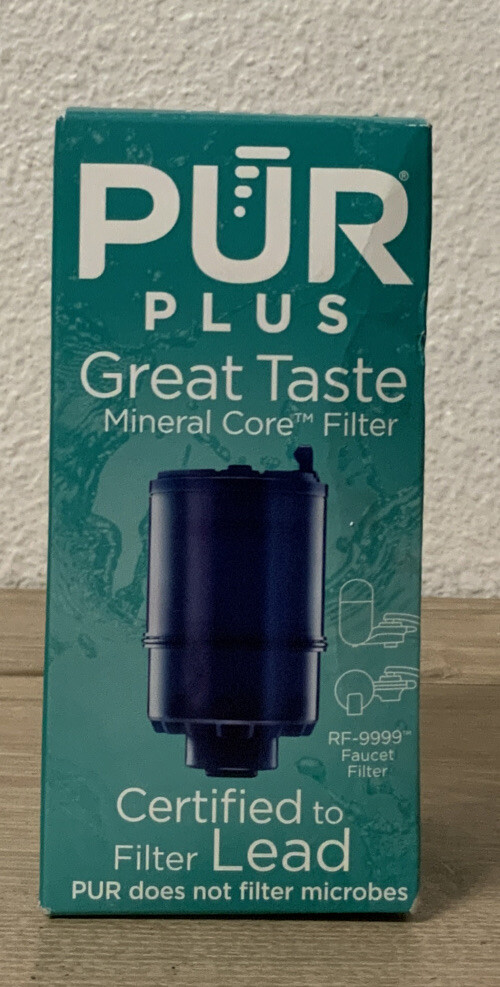 PŪR®
PLUS
Great Taste
Mineral Core™ Filter
RF-9999™
Faucet
Filter
Certified to
Filter Lead
PUR does not filter microbes